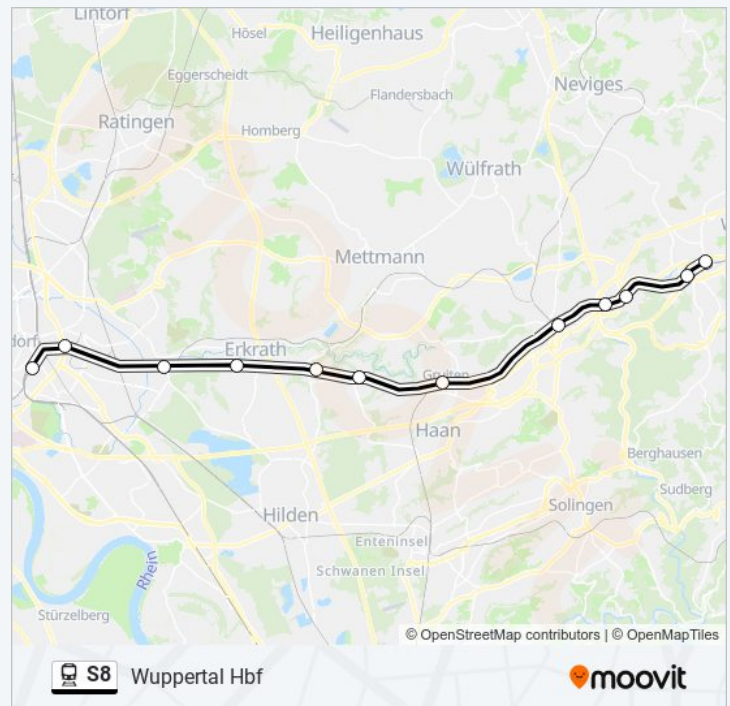 Lintorf
Hösel
Heiligenhaus
Eggerscheidt
Neviges
Flandersbach
Ratingen
Homberg
Wülfrath
Mettmann
dorf
Erkrath
Gruiten
Haan
Berghausen
Sudberg
Solingen
Hilden
Enteninsel
Schwanen Insel
Rhein
Stürzelberg
© OpenStreetMap contributors | © OpenMapTiles
S8 Wuppertal Hbf
moovit